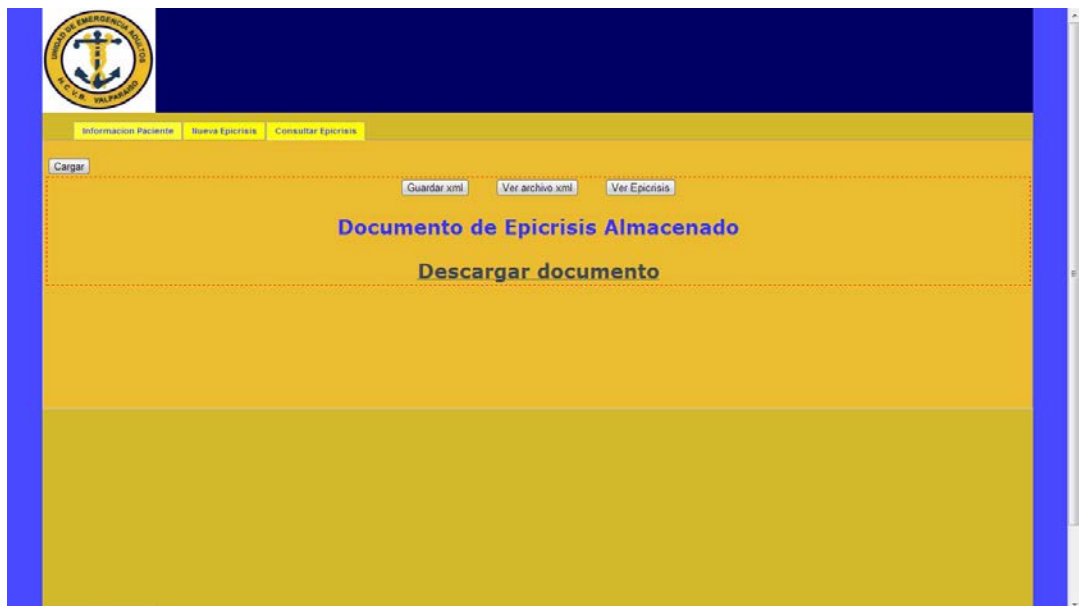 UNIDAD DE EMERGENCIA ADULTOS
H. C. V. B. VALPARAISO
Informacion Paciente Nueva Epicrisis Consultar Epicrisis
Cargar
Guardar xml Ver archivo xml Ver Epicrisis
Documento de Epicrisis Almacenado
Descargar documento